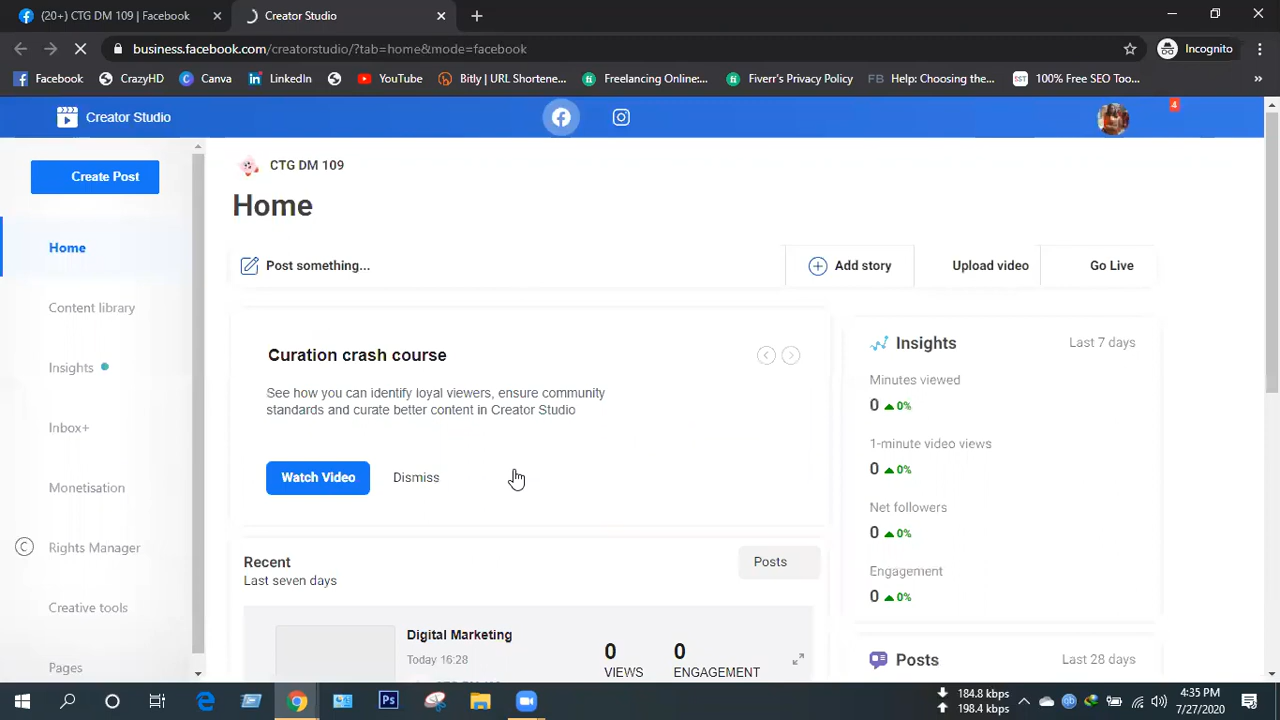 (20+) CTG DM 109 | Facebook
Creator Studio
business.facebook.com/creatorstudio/?tab=home&mode=facebook
Incognito
Facebook
CrazyHD
Canva
LinkedIn
YouTube
Bitly | URL Shortene...
Freelancing Online:...
Fiverr's Privacy Policy
FB Help: Choosing the...
SST 100% Free SEO Too...
Creator Studio
4
Create Post
CTG DM 109
Home
Home
Post something...
Add story
Upload video
Go Live
Content library
Insights
Inbox+
Monetisation
Rights Manager
Creative tools
Pages
Curation crash course
See how you can identify loyal viewers, ensure community
standards and curate better content in Creator Studio
Watch Video
Dismiss
Insights
Last 7 days
Minutes viewed
0 0%
1-minute video views
0 0%
Net followers
0 0%
Engagement
0 0%
Recent
Last seven days
Posts
Digital Marketing
Today 16:28
0
VIEWS
0
ENGAGEMENT
Posts
Last 28 days
184.8 kbps
198.4 kbps
4:35 PM
7/27/2020